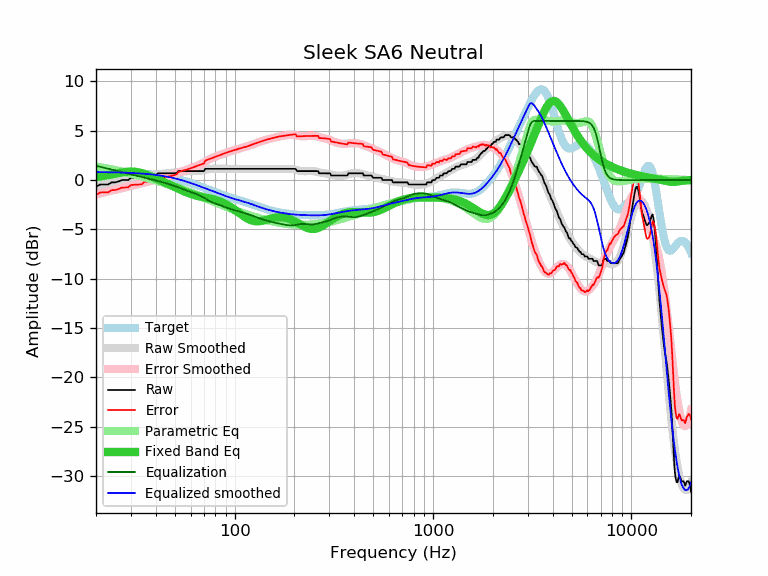 Sleek SA6 Neutral
10
5
0
−5
−10
−15
−20
−25
−30
Amplitude (dBr)
Target
Raw Smoothed
Error Smoothed
Raw
Error
Parametric Eq
Fixed Band Eq
Equalization
Equalized smoothed
100
1000
10000
Frequency (Hz)